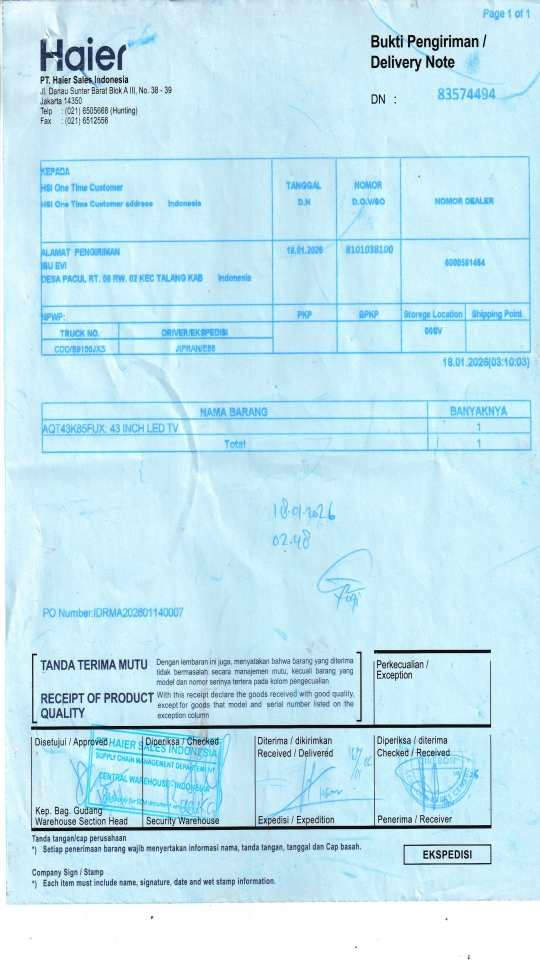 Page 1 of 1
Haier
Bukti Pengiriman /
Delivery Note
PT. Haier Sales Indonesia
Jl. Danau Sunter Barat Blok A III, No. 38 - 39
Jakarta 14350
Telp : (021) 6505668 (Hunting)
Fax : (021) 6512556
DN : 83574494
KEPADA
HSI One Time Customer
HSI One Time Customer address Indonesia
TANGGAL
D.N
NOMOR
D.O.V/SO
NOMOR DEALER
ALAMAT PENGIRIMAN
IBU EVI
DESA PACUL RT. 08 RW. 02 KEC TALANG KAB Indonesia
18.01.2026
8101038100
6000581464
NPWP:
PKP
BPKP
Storege Location
Shipping Point
TRUCK NO.
DRIVER/EKSPEDISI
00SV
18.01.2026(03:10:03)
NAMA BARANG BANYAKNYA
AQT43K85FUX: 43 INCH LED TV 1
Total 1
18.01.2026
02.48
PO Number:IDRMA202601140007
TANDA TERIMA MUTU
Dengan lembaran ini juga, menyatakan bahwa barang yang diterima
tidak bermasalah secara manajemen mutu, kecuali barang yang
model dan nomor serinya tertera pada kolom pengecualian
RECEIPT OF PRODUCT
QUALITY
With this receipt declare the goods received with good quality,
except for goods that model and serial number listed on the
exception column
Perkecualian /
Exception
Disetujui / Approved
Diperiksa / Checked
Diterima / dikirimkan
Received / Delivered
Diperiksa / diterima
Checked / Received
HAIER SALES INDONESIA
SUPPLY CHAIN MANAGEMENT DEPARTEMENT
CENTRAL WAREHOUSE INDONESIA
CIREBON
Kep. Bag. Gudang
Warehouse Section Head
Security Warehouse
Expedisi / Expedition
Penerima / Receiver
Tanda tangan/cap perusahaan
*) Setiap penerimaan barang wajib menyertakan informasi nama, tanda tangan, tanggal dan Cap basah.
EKSPEDISI
Company Sign / Stamp
*) Each item must include name, signature, date and wet stamp information.